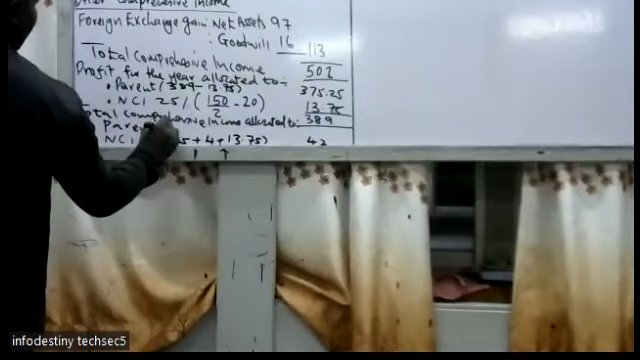 Other Comprehensive Income
Foreign Exchange gain: Net Assets 97
: Goodwill 16 113
Total Comprehensive Income 502
Profit for the year allocated to:-
• Parent (389 - 13.75) 375.25
• NCI 25% (150/2 - 20) 13.75
389
Total comprehensive Income allocated to:-
Parent
NCI + 4 + 13.75) 42
infodestiny techsec5